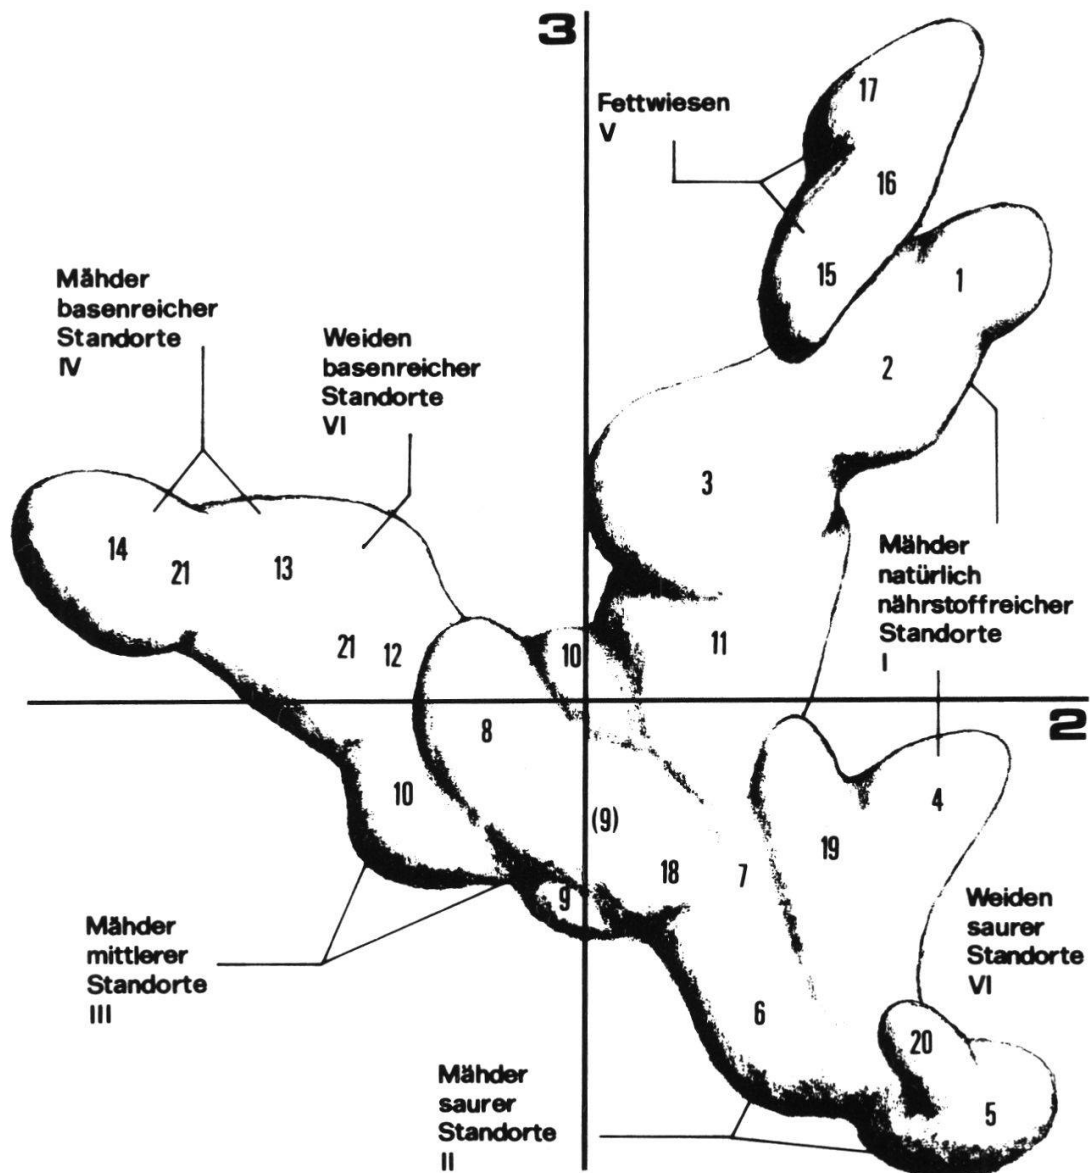 3
Fettwiesen
V
17
16
15
1
2
3
Mähder
basenreicher
Standorte
IV
Weiden
basenreicher
Standorte
VI
14
21
13
21
12
10
11
Mähder
natürlich
nährstoffreicher
Standorte
I
2
8
10
(9)
4
19
18
7
9
Mähder
mittlerer
Standorte
III
Weiden
saurer
Standorte
VI
6
20
5
Mähder
saurer
Standorte
II